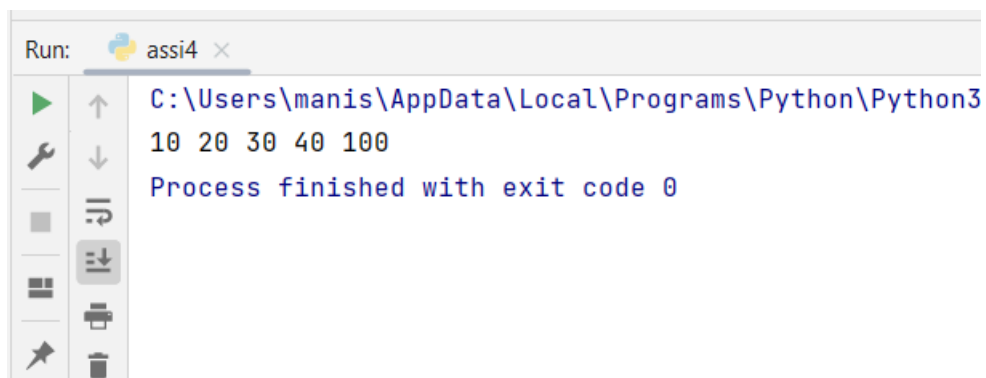 Run: assi4
C:\Users\manis\AppData\Local\Programs\Python\Python3
10 20 30 40 100
Process finished with exit code 0